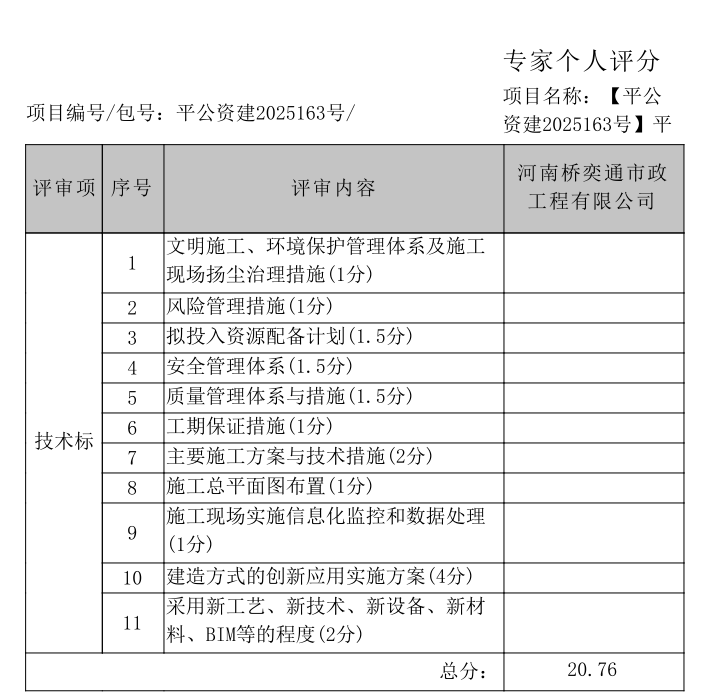 专家个人评分
项目编号/包号：平公资建2025163号/
项目名称：【平公
资建2025163号】平
评审项 序号 评审内容 河南桥奕通市政
工程有限公司
技术标
1 文明施工、环境保护管理体系及施工
现场扬尘治理措施(1分)
2 风险管理措施(1分)
3 拟投入资源配备计划(1.5分)
4 安全管理体系(1.5分)
5 质量管理体系与措施(1.5分)
6 工期保证措施(1分)
7 主要施工方案与技术措施(2分)
8 施工总平面图布置(1分)
9 施工现场实施信息化监控和数据处理
(1分)
10 建造方式的创新应用实施方案(4分)
11 采用新工艺、新技术、新设备、新材
料、BIM等的程度(2分)
总分： 20.76